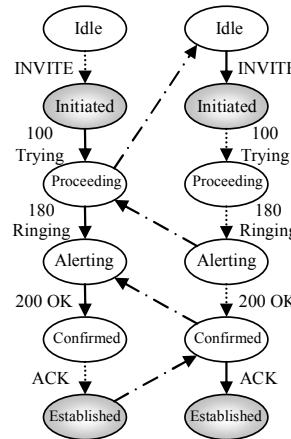 Idle
INVITE
Initiated
100
Trying
Proceeding
180
Ringing
Alerting
200 OK
Confirmed
ACK
Established
Idle
INVITE
Initiated
100
Trying
Proceeding
180
Ringing
Alerting
200 OK
Confirmed
ACK
Established